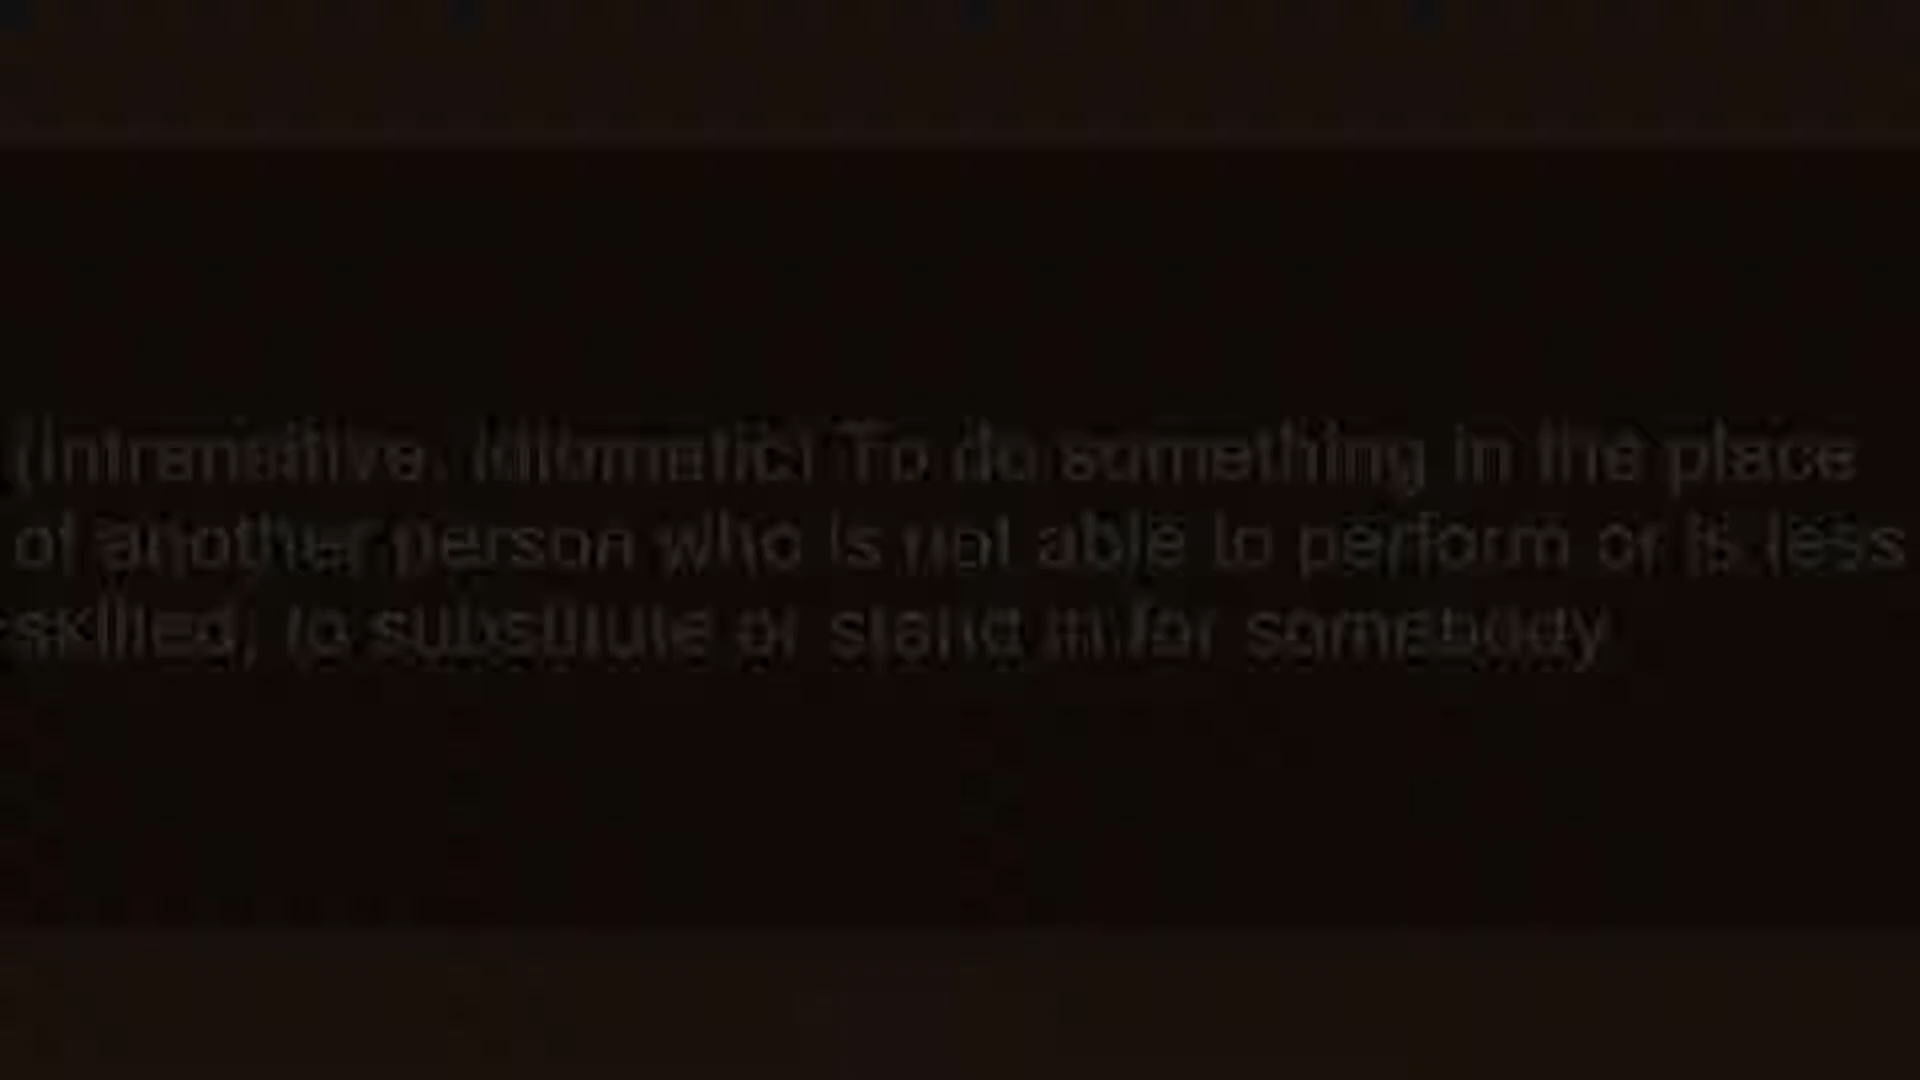 (Intransitive, idiomatic) To do something in the place
of another person who is not able to perform or is less
skilled, to substitute or stand in for somebody